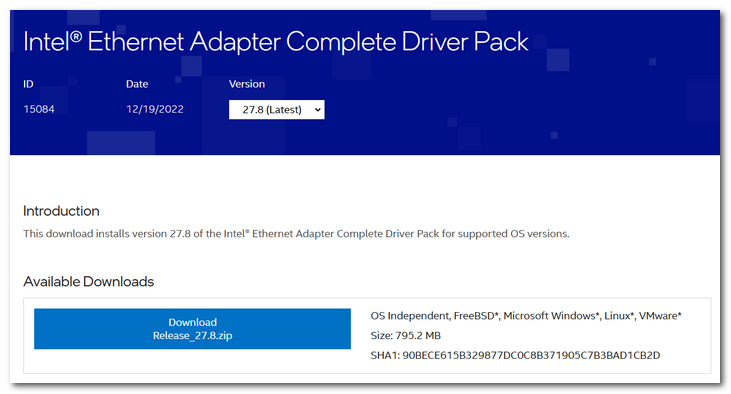 Intel® Ethernet Adapter Complete Driver Pack
ID Date Version
15084 12/19/2022 27.8 (Latest)
Introduction
This download installs version 27.8 of the Intel® Ethernet Adapter Complete Driver Pack for supported OS versions.
Available Downloads
Download
Release_27.8.zip
OS Independent, FreeBSD*, Microsoft Windows*, Linux*, VMware*
Size: 795.2 MB
SHA1: 90BECE615B329877DC0C8B371905C7B3BAD1CB2D